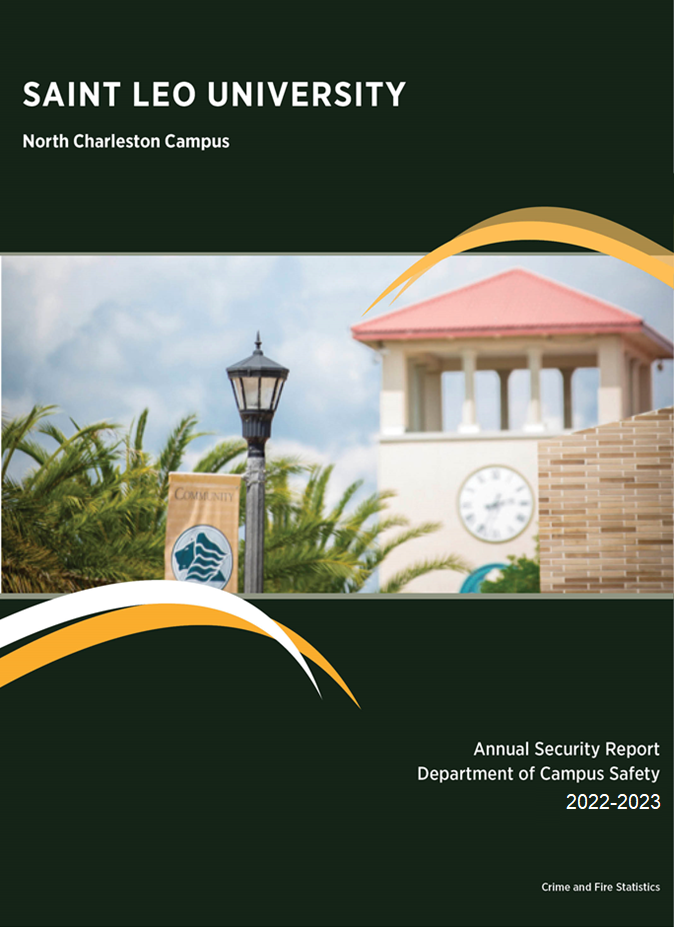 SAINT LEO UNIVERSITY
North Charleston Campus
COMMUNITY
Annual Security Report
Department of Campus Safety
2022-2023
Crime and Fire Statistics